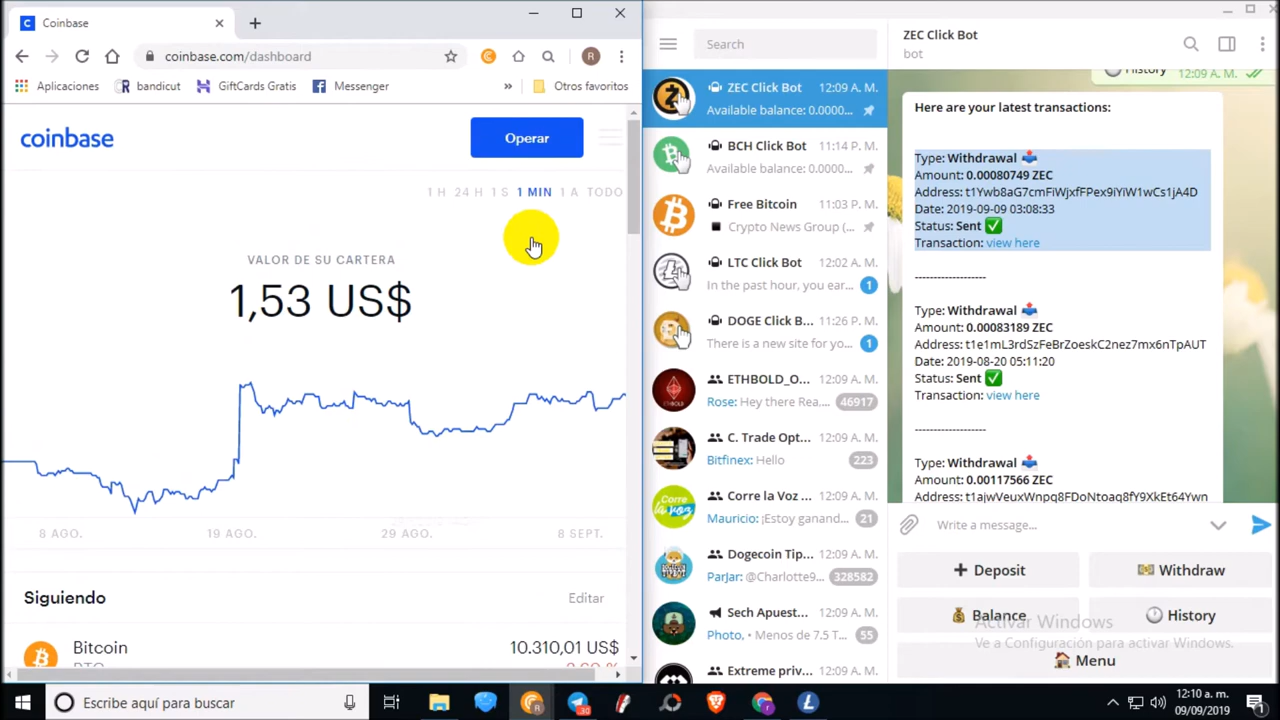 Coinbase
coinbase.com/dashboard
R
Aplicaciones
bandicut
GiftCards Gratis
Messenger
»
Otros favoritos
coinbase
Operar
1 H 24 H 1 S 1 MIN 1 A TODO
VALOR DE SU CARTERA
1,53 US$
8 AGO.
19 AGO.
29 AGO.
8 SEPT.
Siguiendo
Editar
Bitcoin
10.310,01 US$
Search
ZEC Click Bot
12:09 A. M.
Available balance: 0.0000...
BCH Click Bot
11:14 P. M.
Available balance: 0.0000...
Free Bitcoin
11:03 P. M.
Crypto News Group (...
LTC Click Bot
12:02 A. M.
In the past hour, you ear...
1
DOGE Click B...
11:26 P. M.
There is a new site for yo...
1
ETHBOLD_O...
12:09 A. M.
Rose: Hey there Rea,...
46917
C. Trade Opt...
12:09 A. M.
Bitfinex: Hello
223
Corre la Voz ...
12:09 A. M.
Mauricio: ¡Estoy ganand...
21
Dogecoin Tip...
12:09 A. M.
ParJar: @Charlotte9...
328582
Sech Apuest...
12:09 A. M.
Photo, • Menos de 7.5 T...
55
Extreme priv...
12:09 A. M.
ZEC Click Bot
bot
History
12:09 A. M.
Here are your latest transactions:
Type: Withdrawal
Amount: 0.00080749 ZEC
Address: t1Ywb8aG7cmFiWjxfFPex9iYiW1wCs1jA4D
Date: 2019-09-09 03:08:33
Status: Sent
Transaction: view here
-------------------
Type: Withdrawal
Amount: 0.00083189 ZEC
Address: t1e1mL3rdSzFeBrZoeskC2nez7mx6nTpAUT
Date: 2019-08-20 05:11:20
Status: Sent
Transaction: view here
-------------------
Type: Withdrawal
Amount: 0.00117566 ZEC
Address: t1ajwVeuxWnpq8FDoNtoaq8fY9XkEt64Ywn
Write a message...
Deposit
Withdraw
Balance
History
Menu
Activar Windows
Ve a Configuración para activar Windows.
Escribe aquí para buscar
12:10 a. m.
09/09/2019